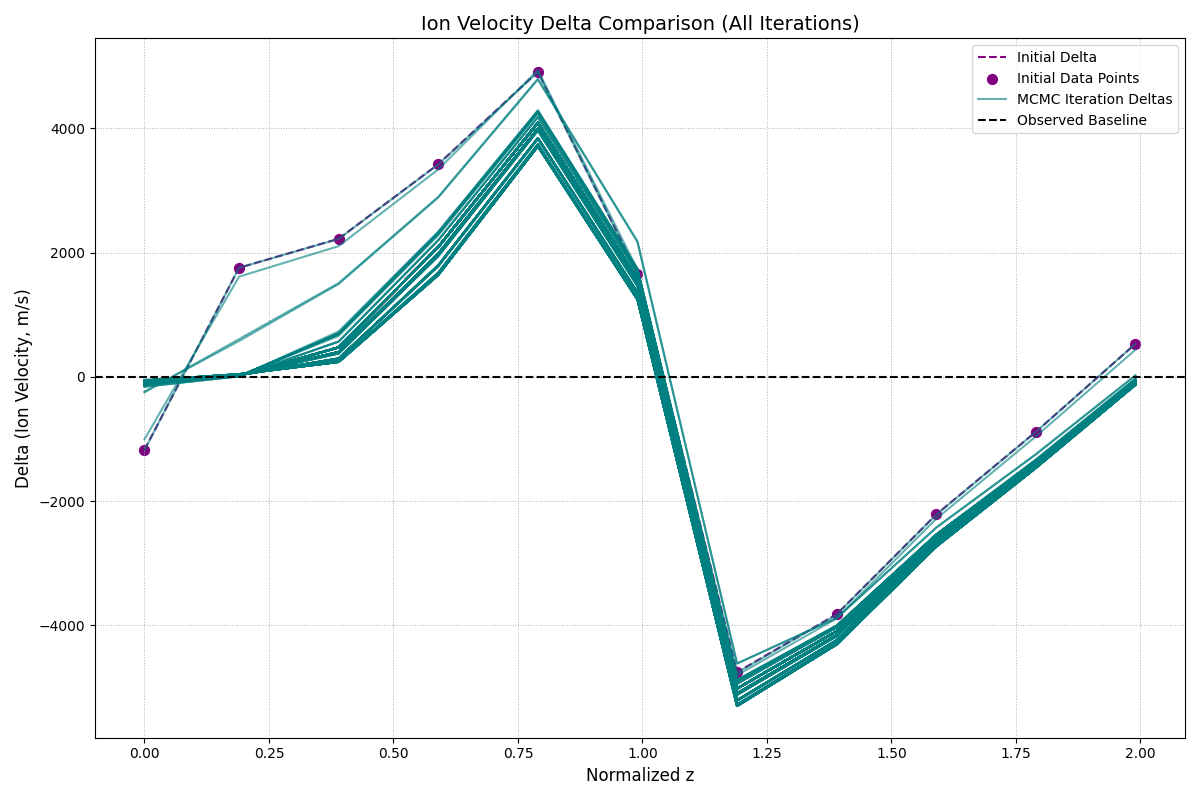 Ion Velocity Delta Comparison (All Iterations)
Initial Delta
Initial Data Points
MCMC Iteration Deltas
Observed Baseline
Delta (Ion Velocity, m/s)
4000
2000
0
−2000
−4000
0.00 0.25 0.50 0.75 1.00 1.25 1.50 1.75 2.00
Normalized z